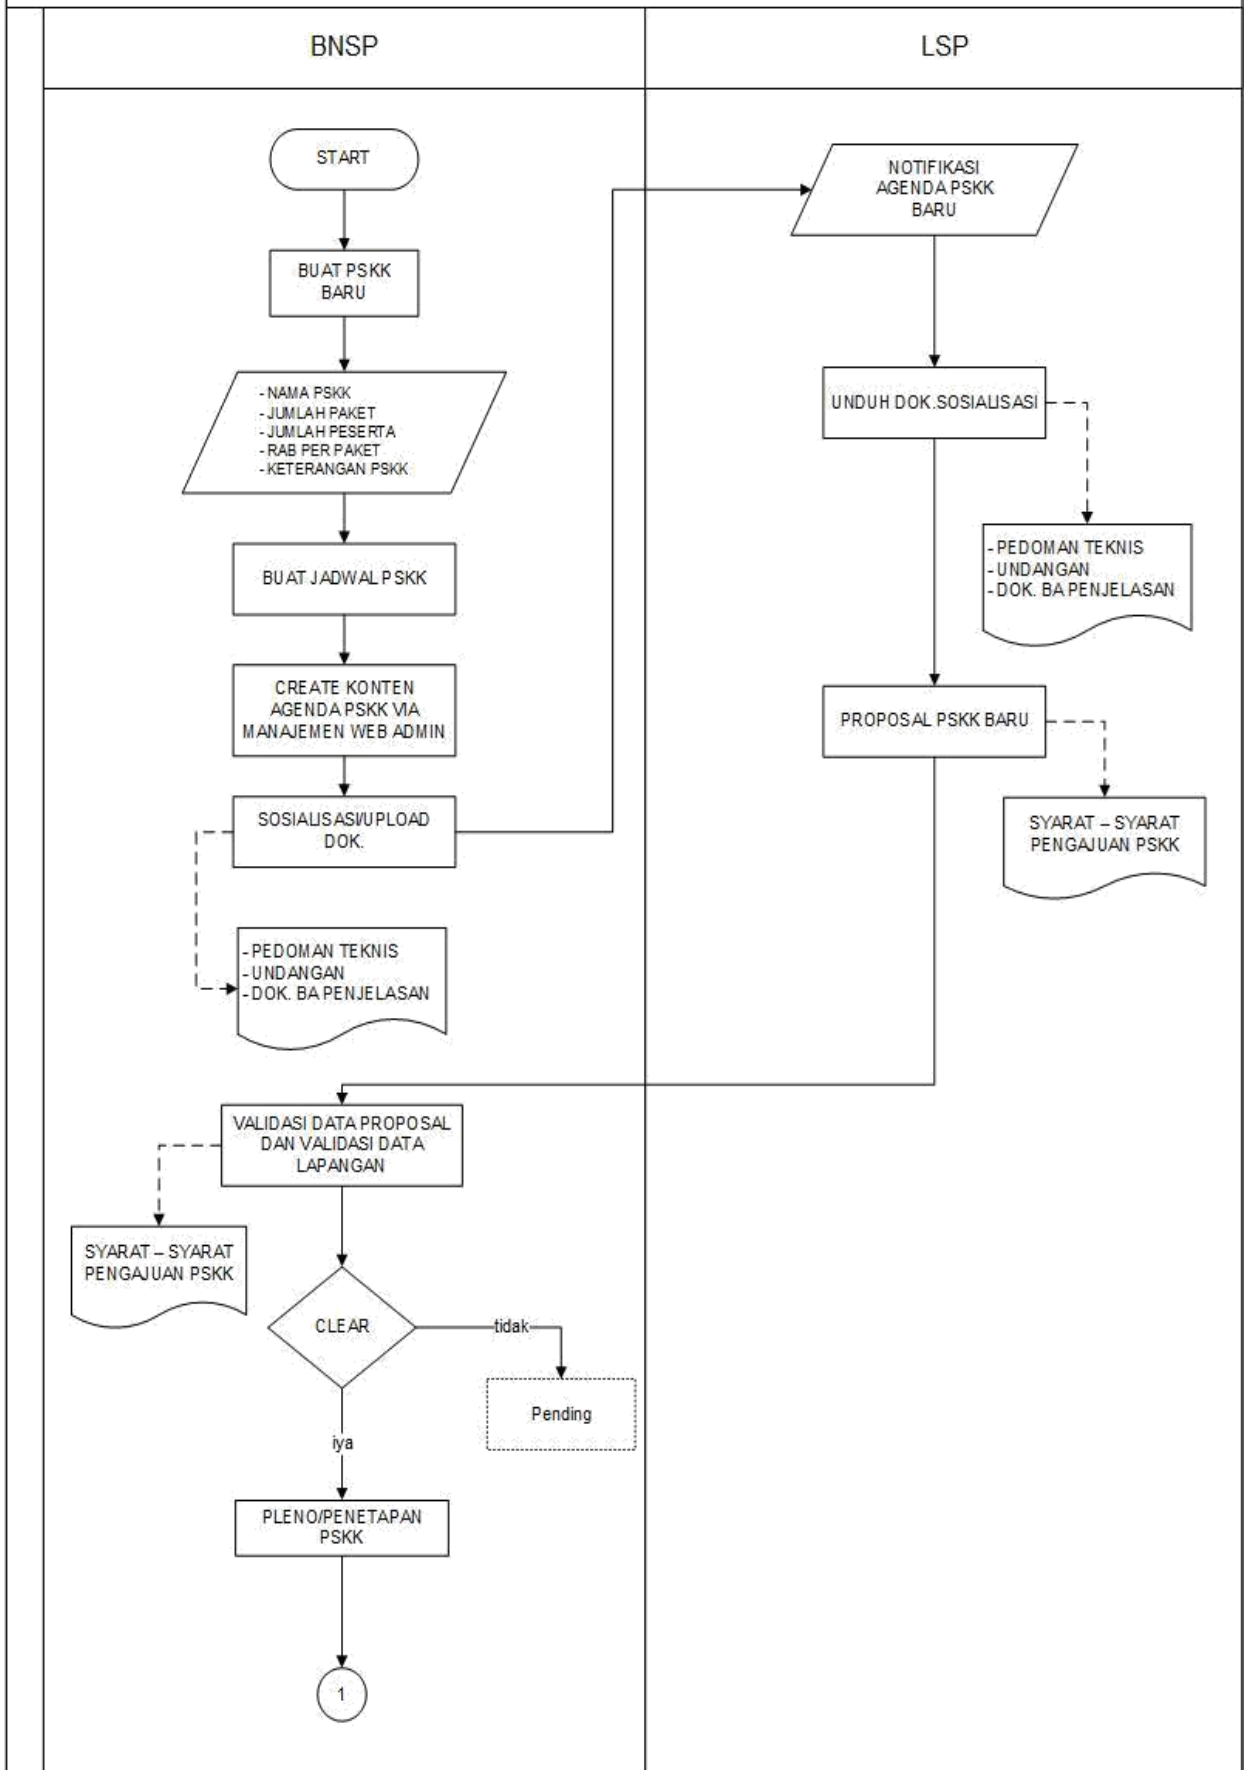 BNSP
LSP
START
BUAT PSKK
BARU
- NAMA PSKK
- JUMLAH PAKET
- JUMLAH PESERTA
- RAB PER PAKET
- KETERANGAN PSKK
BUAT JADWAL PSKK
CREATE KONTEN
AGENDA PSKK VIA
MANAJEMEN WEB ADMIN
SOSIALISASI/UPLOAD
DOK.
- PEDOMAN TEKNIS
- UNDANGAN
- DOK. BA PENJELASAN
NOTIFIKASI
AGENDA PSKK
BARU
UNDUH DOK.SOSIALISASI
- PEDOMAN TEKNIS
- UNDANGAN
- DOK. BA PENJELASAN
PROPOSAL PSKK BARU
SYARAT – SYARAT
PENGAJUAN PSKK
VALIDASI DATA PROPOSAL
DAN VALIDASI DATA
LAPANGAN
SYARAT – SYARAT
PENGAJUAN PSKK
CLEAR
tidak
Pending
iya
PLENO/PENETAPAN
PSKK
1